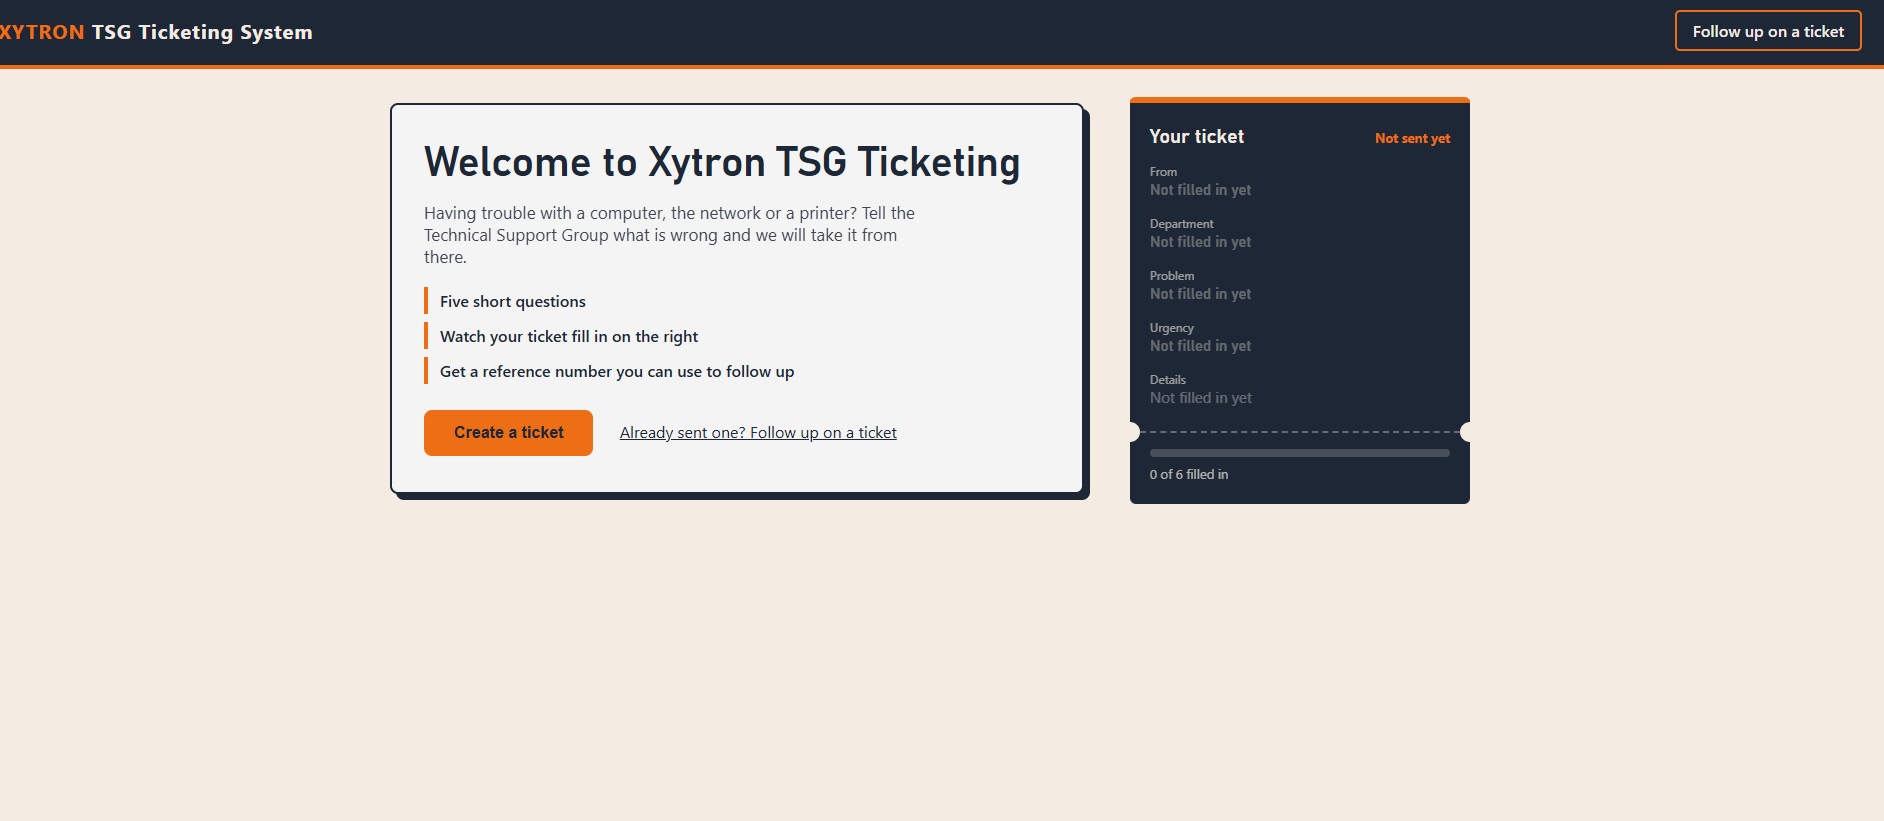 XYTRON TSG Ticketing System
Follow up on a ticket
Welcome to Xytron TSG Ticketing
Having trouble with a computer, the network or a printer? Tell the
Technical Support Group what is wrong and we will take it from
there.
Five short questions
Watch your ticket fill in on the right
Get a reference number you can use to follow up
Create a ticket
Already sent one? Follow up on a ticket
Your ticket
Not sent yet
From
Not filled in yet
Department
Not filled in yet
Problem
Not filled in yet
Urgency
Not filled in yet
Details
Not filled in yet
0 of 6 filled in